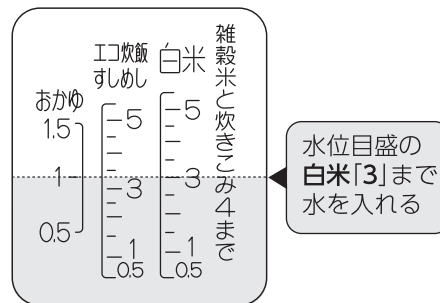 おかゆ
1.5
1
0.5
エコ炊飯
すしめし
5
3
1
0.5
白米
5
3
1
0.5
雑穀米と炊きこみ4まで
水位目盛の
白米「3」まで
水を入れる